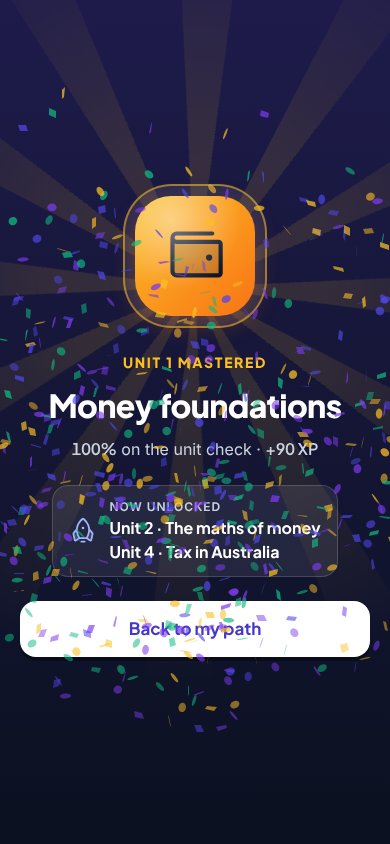 UNIT 1 MASTERED
Money foundations
100% on the unit check · +90 XP
NOW UNLOCKED
Unit 2 · The maths of money
Unit 4 · Tax in Australia
Back to my path